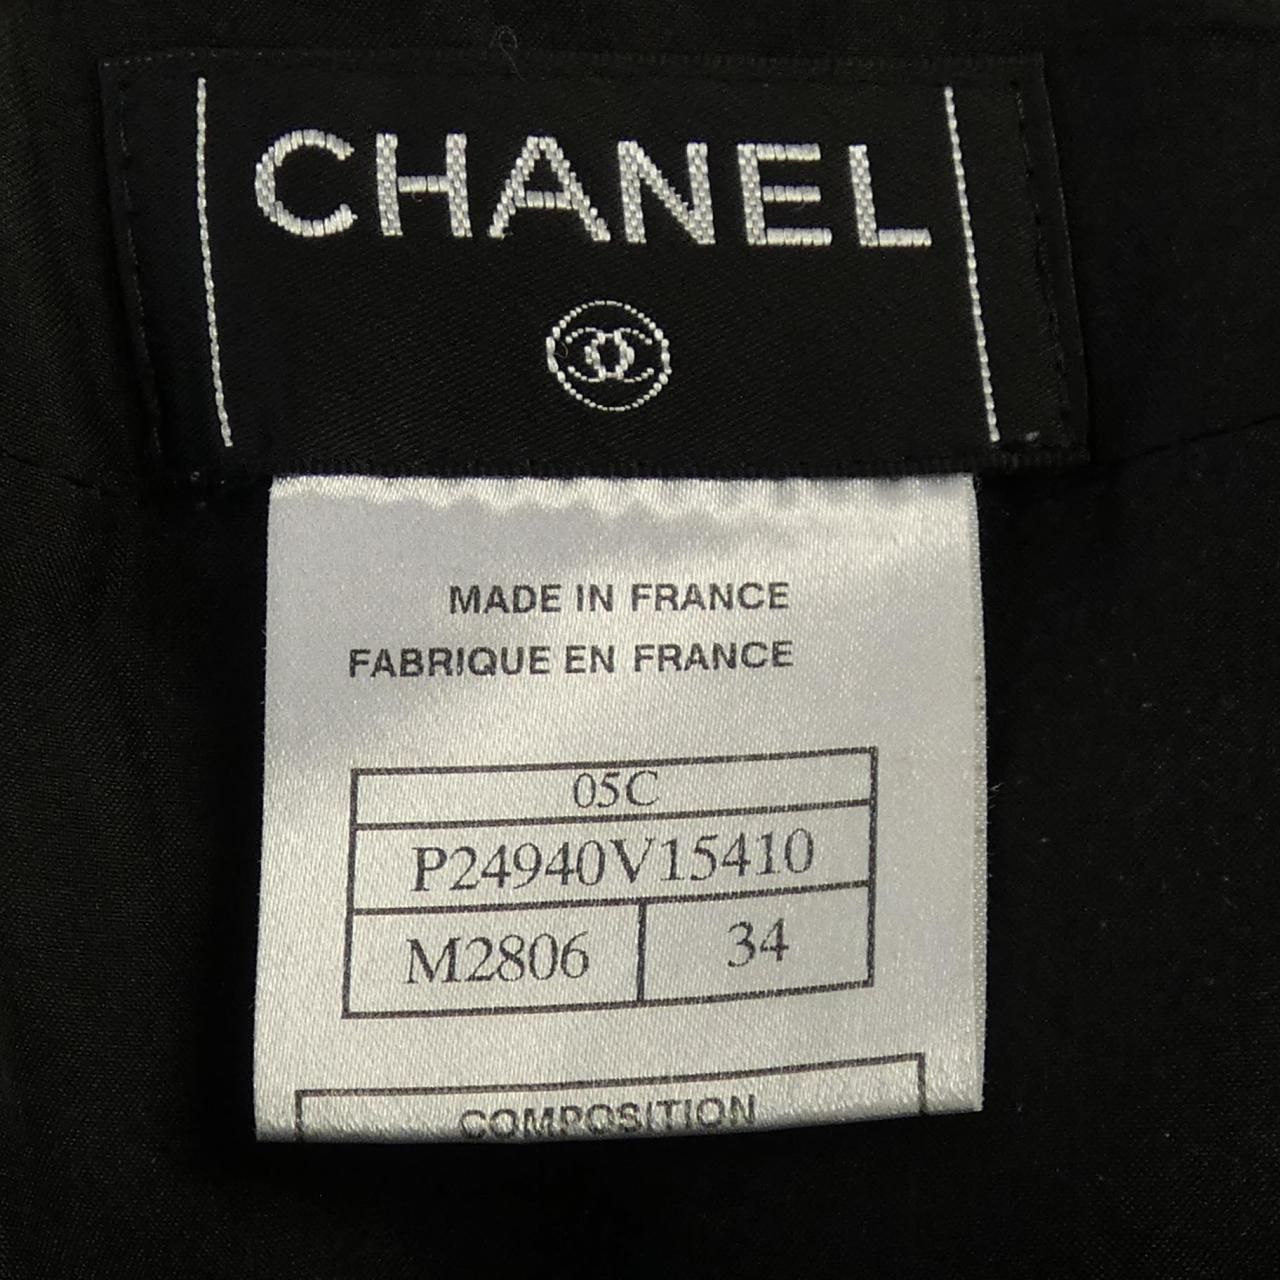 CHANEL
MADE IN FRANCE
FABRIQUE EN FRANCE
05C
P24940V15410
M2806 34
COMPOSITION